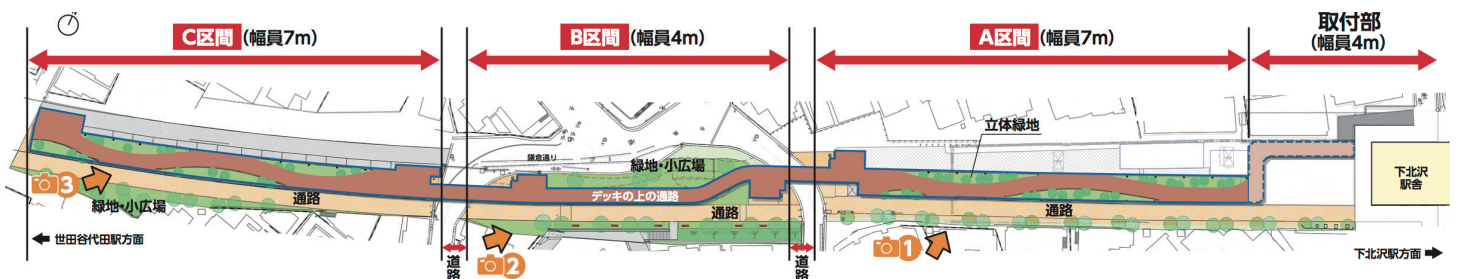 C区間 (幅員7m)
B区間 (幅員4m)
A区間 (幅員7m)
取付部
(幅員4m)
立体緑地
鎌倉通り
緑地・小広場
デッキの上の通路
下北沢
駅舎
3
緑地・小広場
通路
通路
通路
← 世田谷代田駅方面
道路
2
道路
1
下北沢駅方面 →